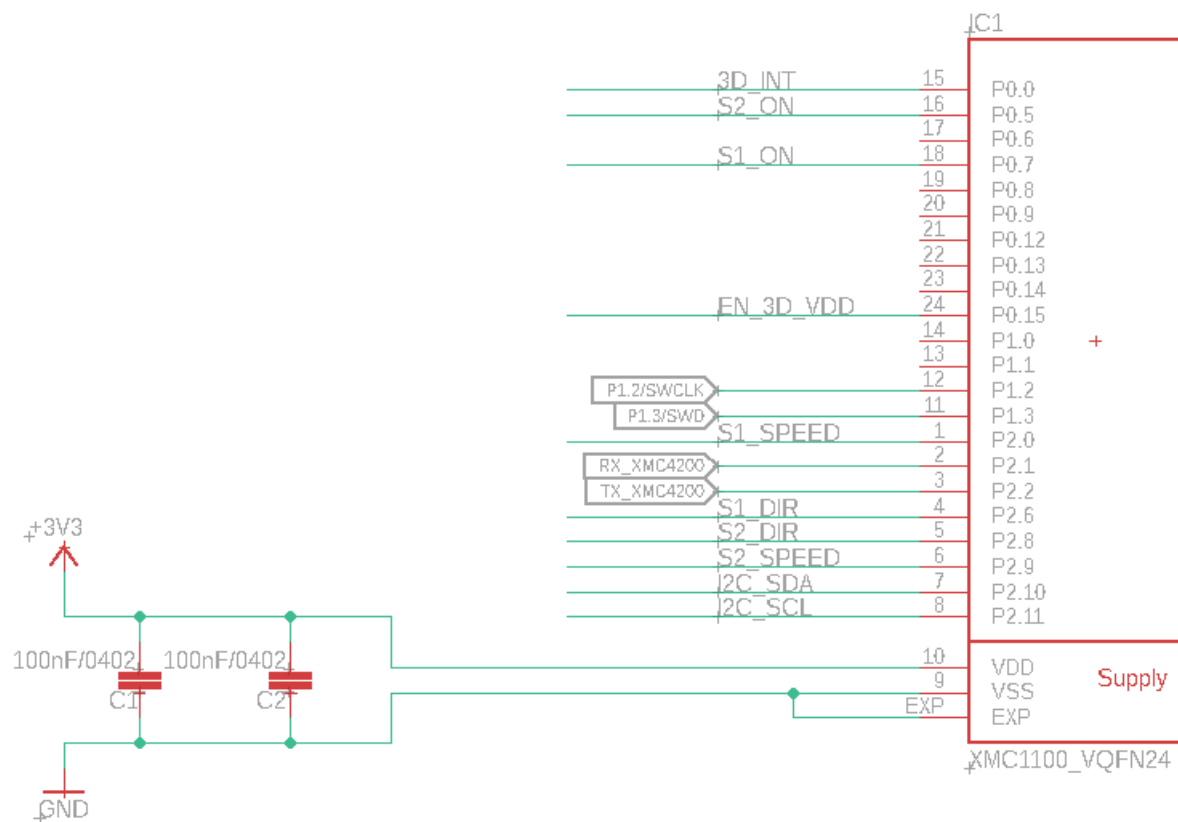 IC1
3D_INT 15 P0.0
S2_ON 16 P0.5
17 P0.6
S1_ON 18 P0.7
19 P0.8
20 P0.9
21 P0.12
22 P0.13
23 P0.14
EN_3D_VDD 24 P0.15
14 P1.0
13 P1.1
P1.2/SWCLK 12 P1.2
P1.3/SWD 11 P1.3
S1_SPEED 1 P2.0
RX_XMC4200 2 P2.1
TX_XMC4200 3 P2.2
S1_DIR 4 P2.6
+3V3
S2_DIR 5 P2.8
S2_SPEED 6 P2.9
I2C_SDA 7 P2.10
I2C_SCL 8 P2.11
100nF/0402 100nF/0402 10 VDD
Supply
C1 C2 9 VSS
EXP EXP
XMC1100_VQFN24
GND